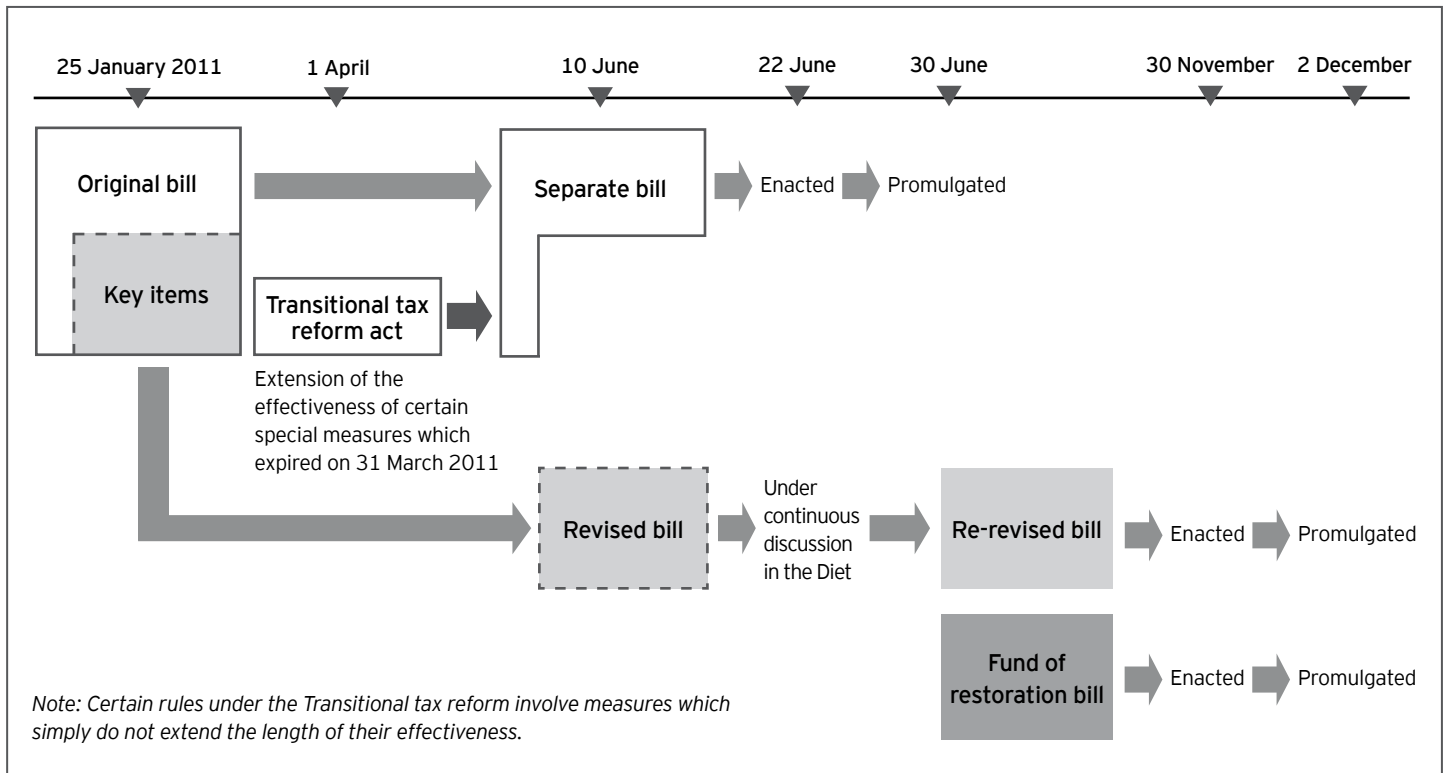 25 January 2011
1 April
10 June
22 June
30 June
30 November
2 December
Original bill
Key items
Transitional tax
reform act
Extension of the
effectiveness of certain
special measures which
expired on 31 March 2011
Separate bill
Enacted
Promulgated
Revised bill
Under
continuous
discussion
in the Diet
Re-revised bill
Enacted
Promulgated
Fund of
restoration bill
Enacted
Promulgated
Note: Certain rules under the Transitional tax reform involve measures which
simply do not extend the length of their effectiveness.